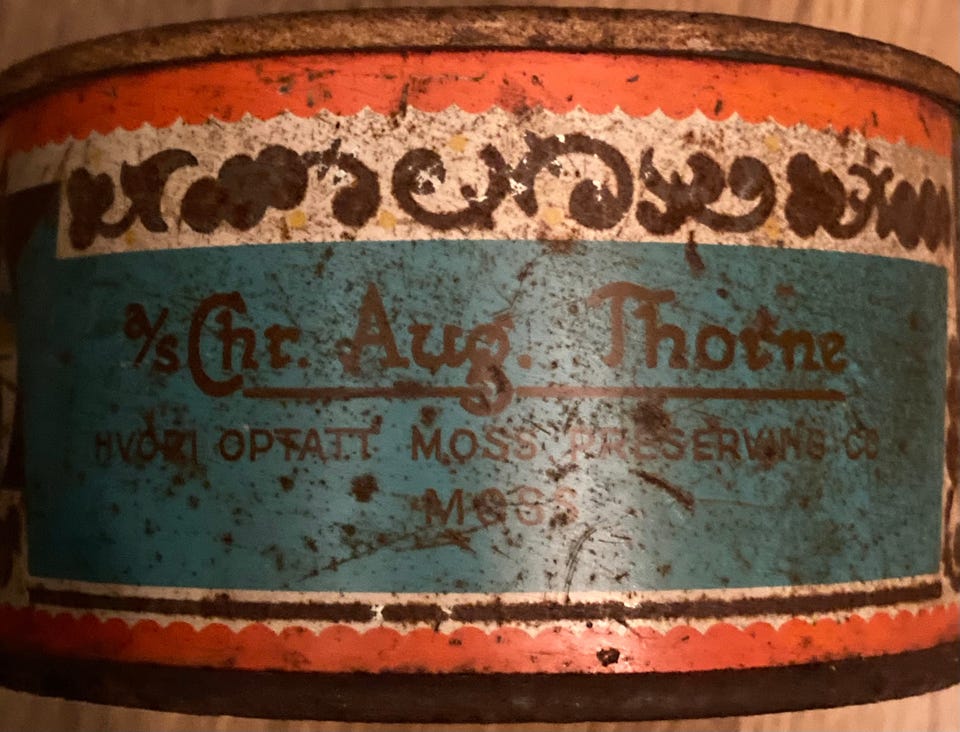 a/s Chr. Aug. Thorne
HVORI OPTATT MOSS PRESERVING CO
MOSS